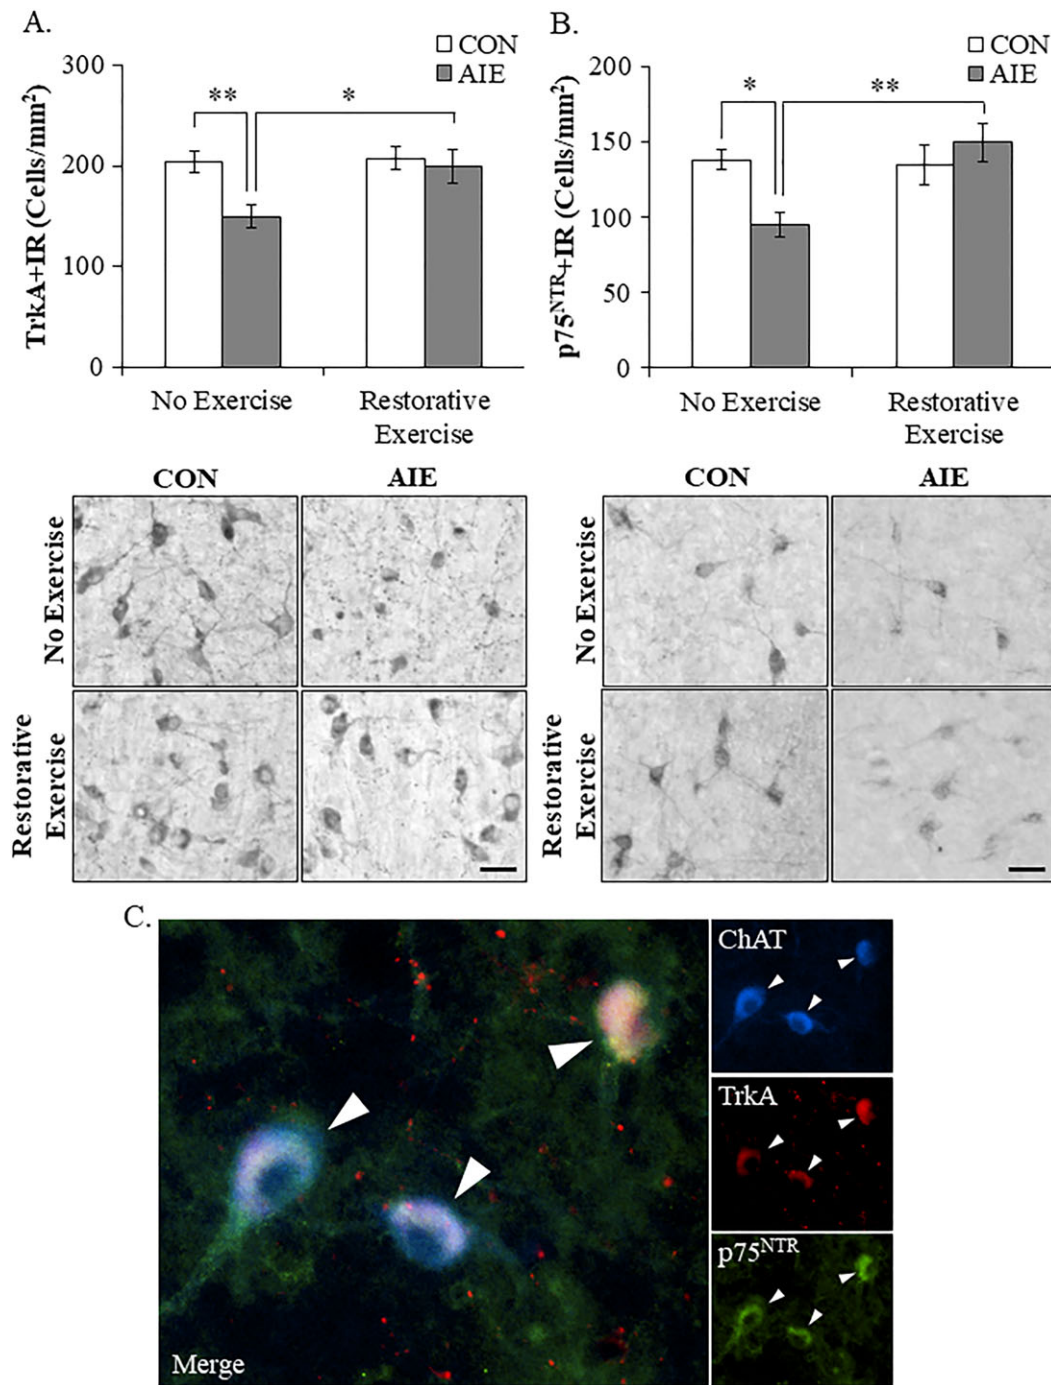 A.
CON
AIE
TrkA+IR (Cells/mm²)
300
200
100
0
**
*
No Exercise
Restorative
Exercise
B.
CON
AIE
p75ᴺᵀᴿ+IR (Cells/mm²)
200
150
100
50
0
*
**
No Exercise
Restorative
Exercise
CON
AIE
No Exercise
Restorative
Exercise
CON
AIE
No Exercise
Restorative
Exercise
C.
Merge
ChAT
TrkA
p75ᴺᵀᴿ